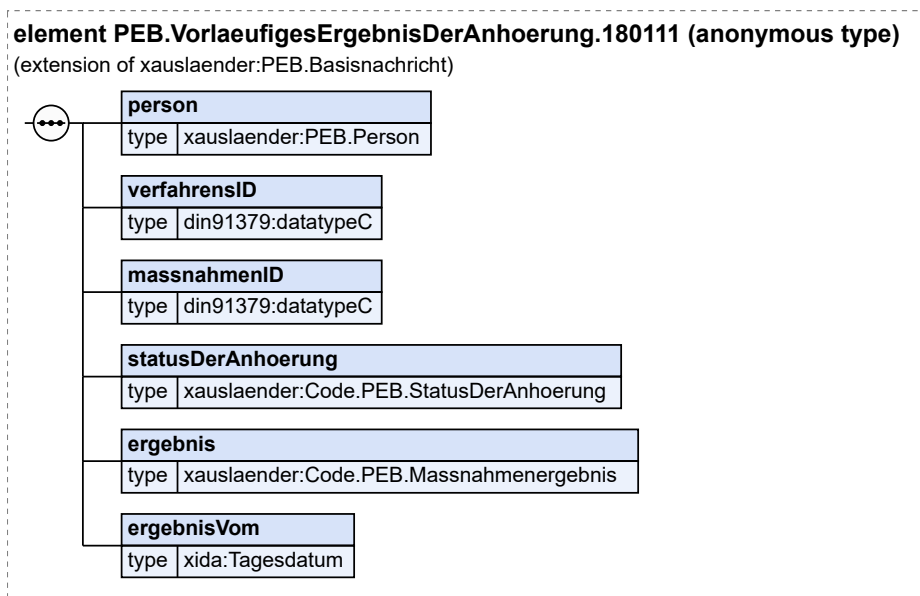 element PEB.VorlaeufigesErgebnisDerAnhoerung.180111 (anonymous type)
(extension of xauslaender:PEB.Basisnachricht)
person
type xauslaender:PEB.Person
verfahrensID
type din91379:datatypeC
massnahmenID
type din91379:datatypeC
statusDerAnhoerung
type xauslaender:Code.PEB.StatusDerAnhoerung
ergebnis
type xauslaender:Code.PEB.Massnahmenergebnis
ergebnisVom
type xida:Tagesdatum